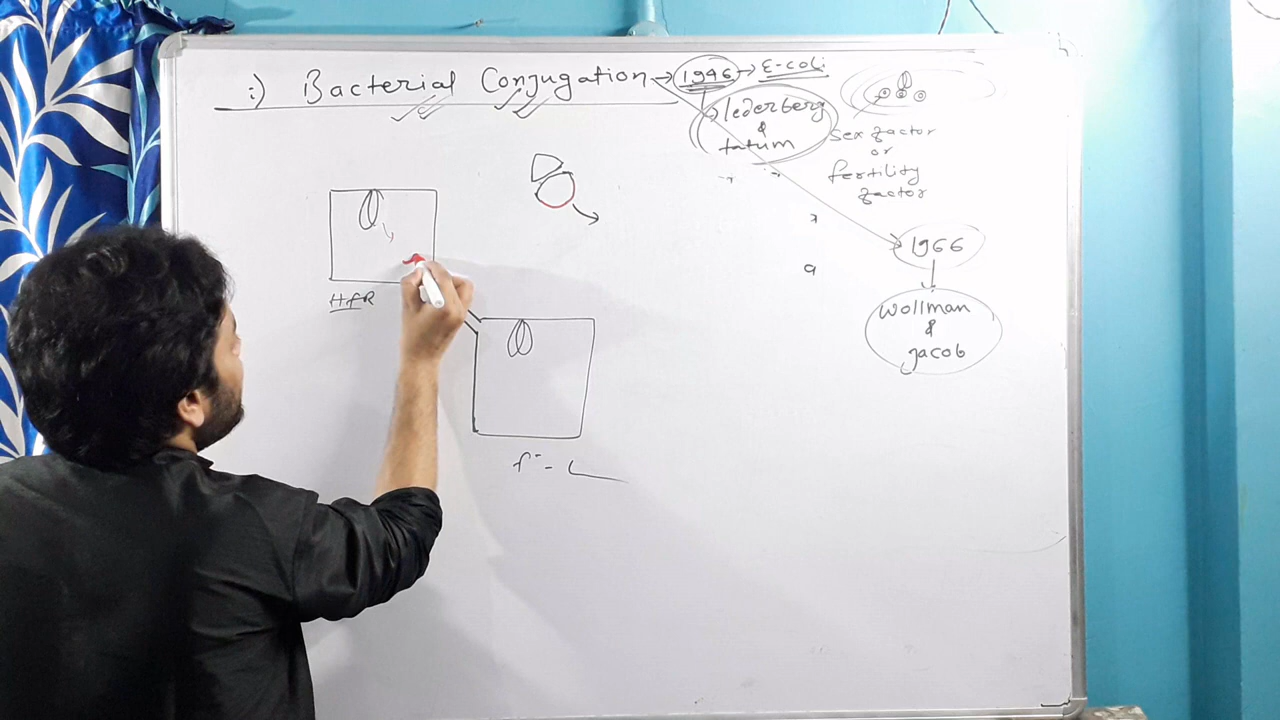 :) Bacterial Conjugation → 1946 → E-coli
lederberg
&
tatum
Sex factor
or
fertility
factor
1966
Wollman
&
Jacob
HfR
f⁻ -